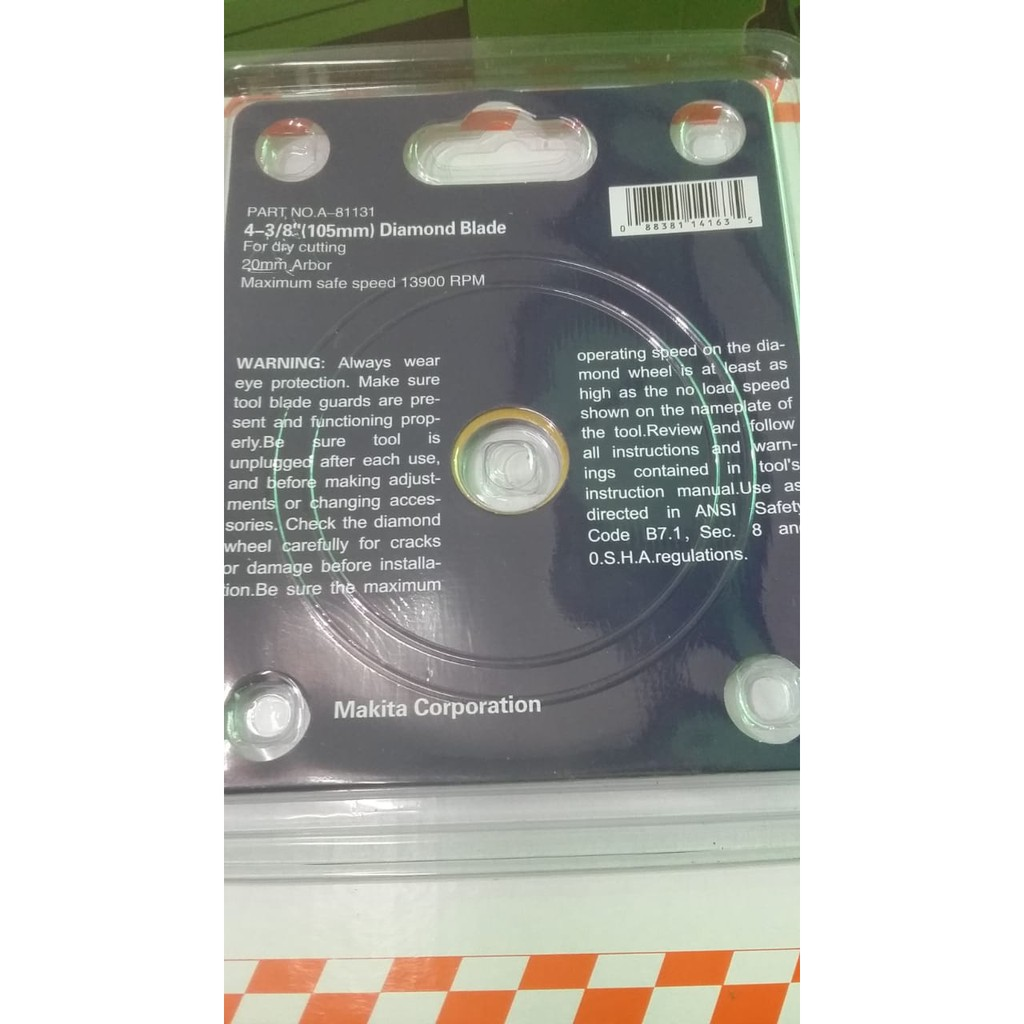 PART NO.A-81131
4-3/8"(105mm) Diamond Blade
For dry cutting
20mm Arbor
Maximum safe speed 13900 RPM
0 88381 14163 5
WARNING: Always wear
eye protection. Make sure
tool blade guards are pre-
sent and functioning prop-
erly.Be sure tool is
unplugged after each use,
and before making adjust-
ments or changing acces-
sories. Check the diamond
wheel carefully for cracks
or damage before installa-
tion.Be sure the maximum
operating speed on the dia-
mond wheel is at least as
high as the no load speed
shown on the nameplate of
the tool.Review and follow
all instructions and warn-
ings contained in tool's
instruction manual.Use as
directed in ANSI Safety
Code B7.1, Sec. 8 and
0.S.H.A.regulations.
Makita Corporation